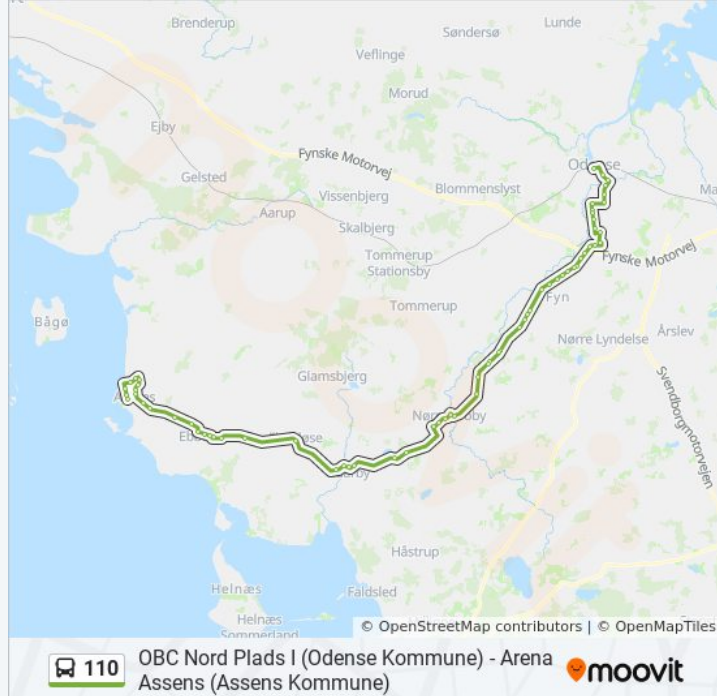 Brenderup
Søndersø
Lunde
Veflinge
Morud
Ejby
Fynske Motorvej
Gelsted
Vissenbjerg
Blommenslyst
Aarup
Skalbjerg
Tommerup
Stationsby
Fynske Motorvej
Fyn
Tommerup
Bågø
Nørre Lyndelse
Årslev
Glamsbjerg
Svendborgmotorvejen
Håstrup
Helnæs
Faldsled
Helnæs
Sommerland
© OpenStreetMap contributors | © OpenMapTiles
110
OBC Nord Plads I (Odense Kommune) - Arena
Assens (Assens Kommune)
moovit